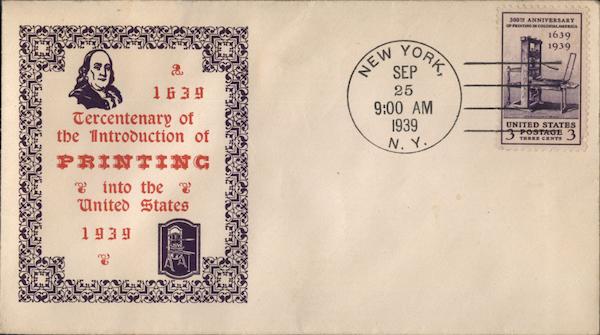 1639
Tercentenary of
the Introduction of
PRINTING
into the
United States
1939
NEW YORK,
SEP
25
9:00 AM
1939
N. Y.
300TH ANNIVERSARY
OF PRINTING IN COLONIAL AMERICA
1639
1939
UNITED STATES
3 POSTAGE 3
THREE CENTS